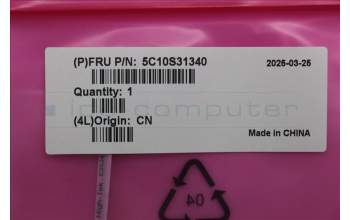 (P)FRU P/N: 5C10S31340
2025-03-25
Quantity: 1
(4L)Origin: CN
Made in CHINA
04